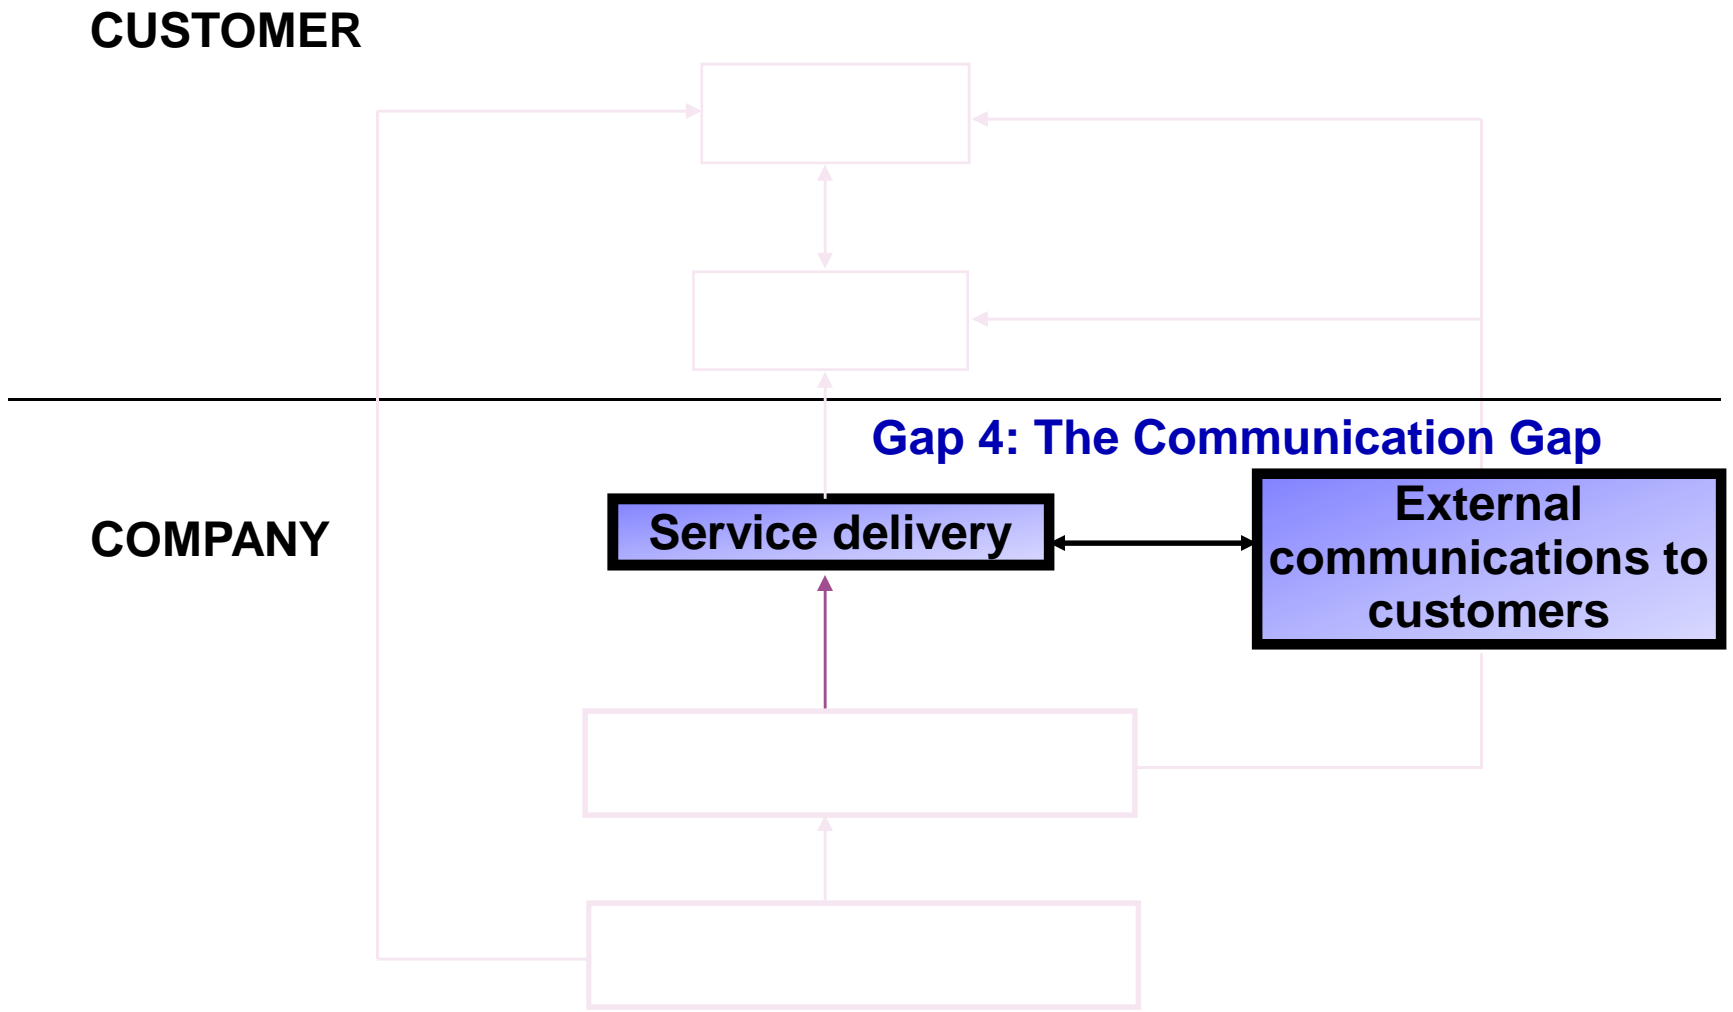 CUSTOMER
Gap 4: The Communication Gap
COMPANY
Service delivery
External
communications to
customers